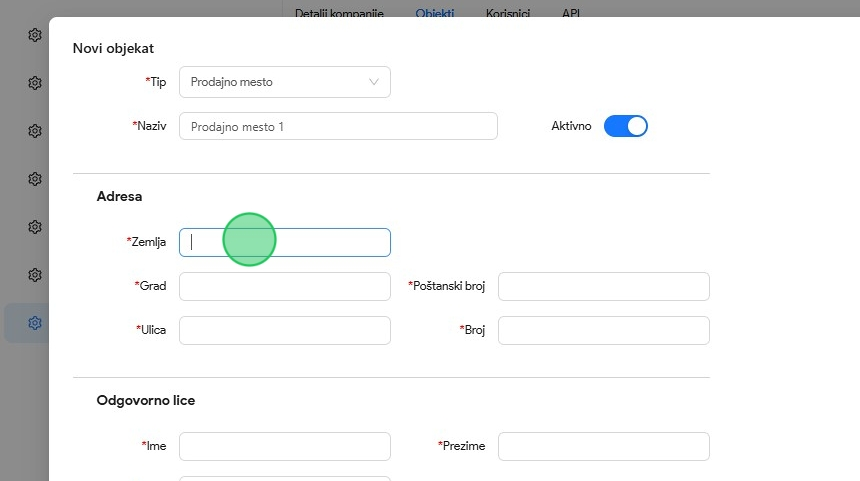 Detalji kompanije Objekti Korisnici API
Novi objekat
*Tip Prodajno mesto
*Naziv Prodajno mesto 1 Aktivno
Adresa
*Zemlja
*Grad *Poštanski broj
*Ulica *Broj
Odgovorno lice
*Ime *Prezime